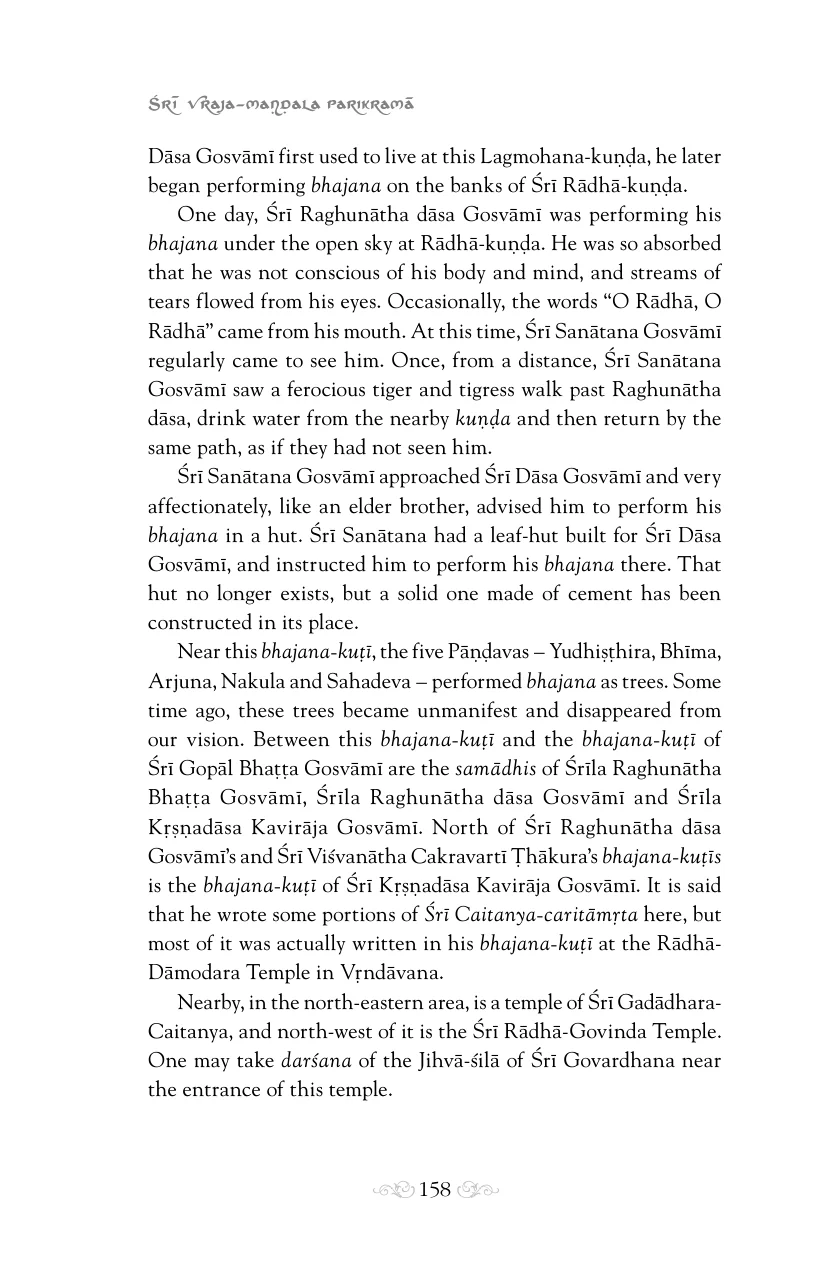 Śrī Vraja-maṇḍala Parikramā
Dāsa Gosvāmī first used to live at this Lagmohana-kuṇḍa, he later
began performing bhajana on the banks of Śrī Rādhā-kuṇḍa.
One day, Śrī Raghunātha dāsa Gosvāmī was performing his
bhajana under the open sky at Rādhā-kuṇḍa. He was so absorbed
that he was not conscious of his body and mind, and streams of
tears flowed from his eyes. Occasionally, the words “O Rādhā, O
Rādhā” came from his mouth. At this time, Śrī Sanātana Gosvāmī
regularly came to see him. Once, from a distance, Śrī Sanātana
Gosvāmī saw a ferocious tiger and tigress walk past Raghunātha
dāsa, drink water from the nearby kuṇḍa and then return by the
same path, as if they had not seen him.
Śrī Sanātana Gosvāmī approached Śrī Dāsa Gosvāmī and very
affectionately, like an elder brother, advised him to perform his
bhajana in a hut. Śrī Sanātana had a leaf-hut built for Śrī Dāsa
Gosvāmī, and instructed him to perform his bhajana there. That
hut no longer exists, but a solid one made of cement has been
constructed in its place.
Near this bhajana-kuṭī, the five Pāṇḍavas – Yudhiṣṭhira, Bhīma,
Arjuna, Nakula and Sahadeva – performed bhajana as trees. Some
time ago, these trees became unmanifest and disappeared from
our vision. Between this bhajana-kuṭī and the bhajana-kuṭī of
Śrī Gopāl Bhaṭṭa Gosvāmī are the samādhis of Śrīla Raghunātha
Bhaṭṭa Gosvāmī, Śrīla Raghunātha dāsa Gosvāmī and Śrīla
Kṛṣṇadāsa Kavirāja Gosvāmī. North of Śrī Raghunātha dāsa
Gosvāmī’s and Śrī Viśvanātha Cakravartī Ṭhākura’s bhajana-kuṭīs
is the bhajana-kuṭī of Śrī Kṛṣṇadāsa Kavirāja Gosvāmī. It is said
that he wrote some portions of Śrī Caitanya-caritāmṛta here, but
most of it was actually written in his bhajana-kuṭī at the Rādhā-
Dāmodara Temple in Vṛndāvana.
Nearby, in the north-eastern area, is a temple of Śrī Gadādhara-
Caitanya, and north-west of it is the Śrī Rādhā-Govinda Temple.
One may take darśana of the Jihvā-śilā of Śrī Govardhana near
the entrance of this temple.
158